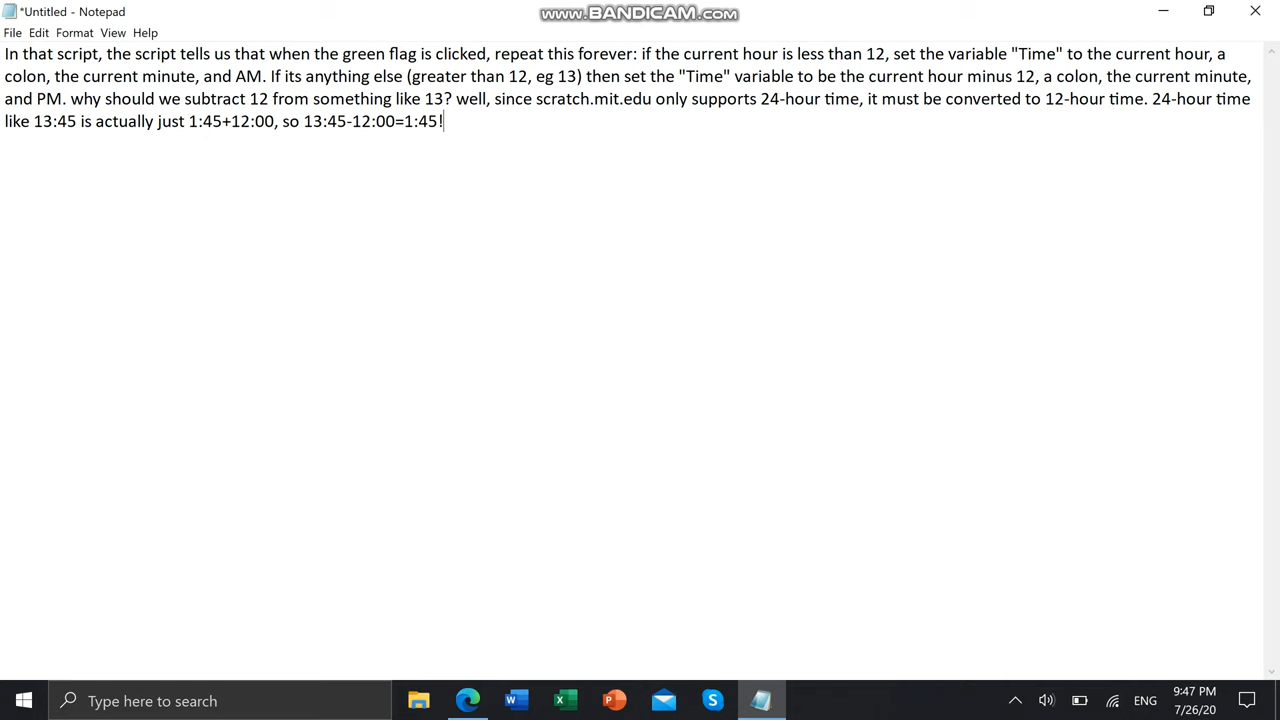 *Untitled - Notepad
www.BANDICAM.com
File Edit Format View Help
In that script, the script tells us that when the green flag is clicked, repeat this forever: if the current hour is less than 12, set the variable "Time" to the current hour, a
colon, the current minute, and AM. If its anything else (greater than 12, eg 13) then set the "Time" variable to be the current hour minus 12, a colon, the current minute,
and PM. why should we subtract 12 from something like 13? well, since scratch.mit.edu only supports 24-hour time, it must be converted to 12-hour time. 24-hour time
like 13:45 is actually just 1:45+12:00, so 13:45-12:00=1:45!
Type here to search
ENG
9:47 PM
7/26/20